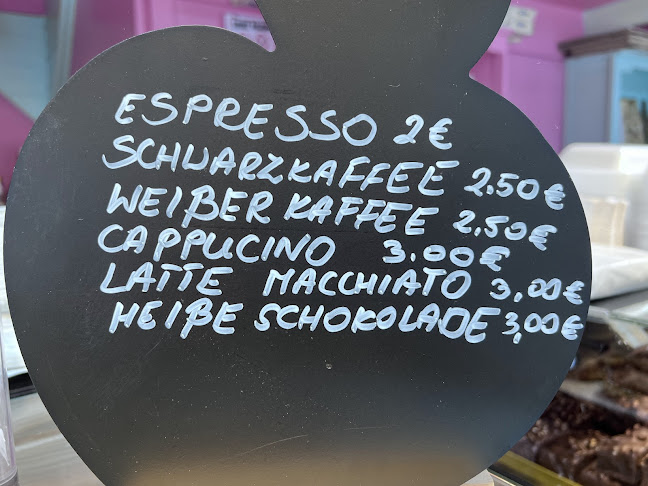 ESPRESSO 2€
SCHWARZKAFFEE 2.50€
WEIßER KAFFEE 2.50€
CAPPUCINO 3.00€
LATTE MACCHIATO 3,00€
HEIßE SCHOKOLADE 3,00€